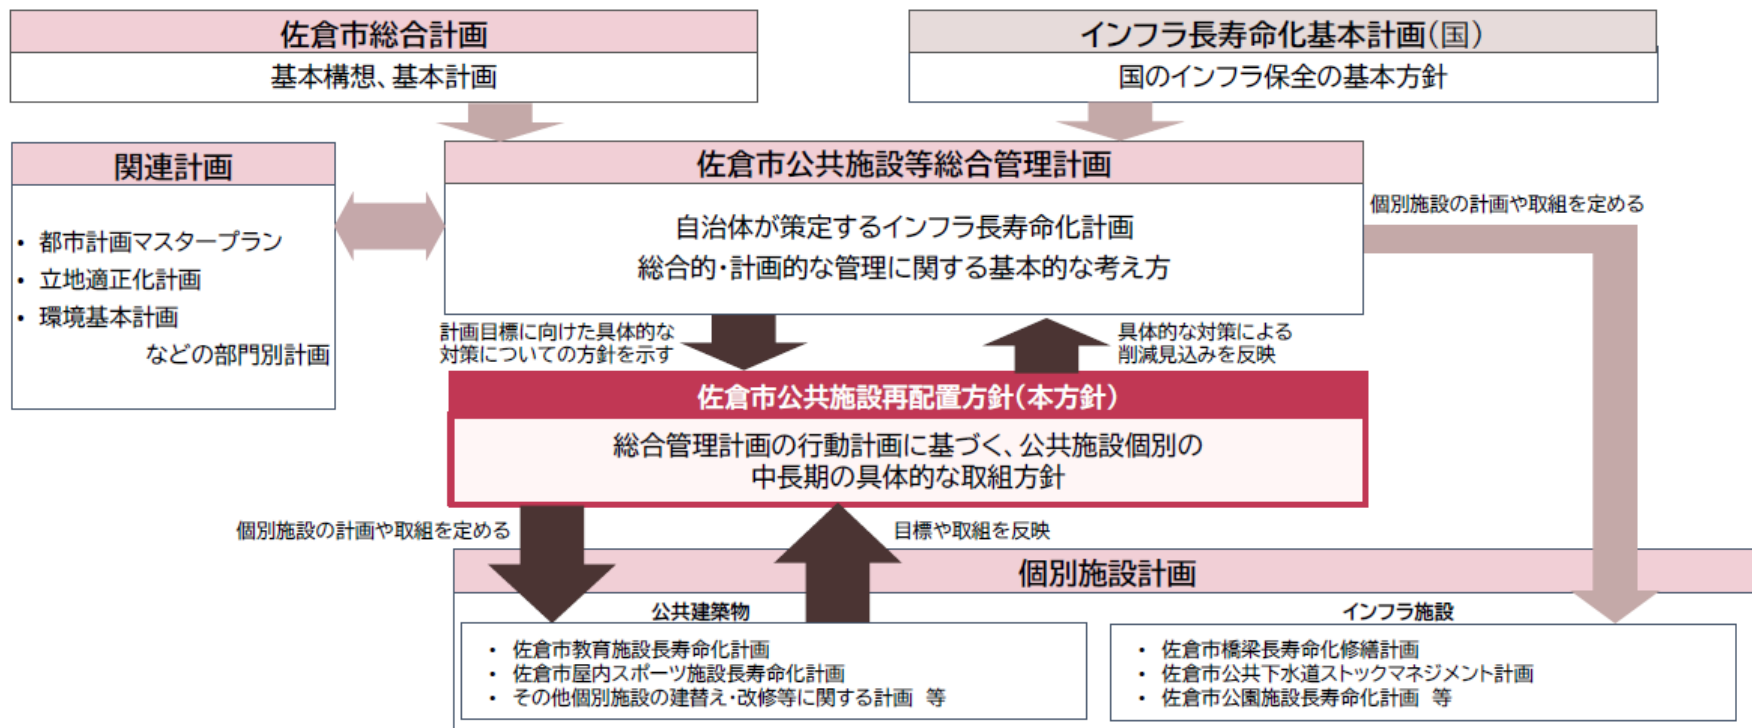 佐倉市総合計画
基本構想、基本計画
インフラ長寿命化基本計画(国)
国のインフラ保全の基本方針
関連計画
• 都市計画マスタープラン
• 立地適正化計画
• 環境基本計画
などの部門別計画
佐倉市公共施設等総合管理計画
自治体が策定するインフラ長寿命化計画
総合的・計画的な管理に関する基本的な考え方
個別施設の計画や取組を定める
計画目標に向けた具体的な
対策についての方針を示す
具体的な対策による
削減見込みを反映
佐倉市公共施設再配置方針(本方針)
総合管理計画の行動計画に基づく、公共施設個別の
中長期の具体的な取組方針
個別施設の計画や取組を定める
目標や取組を反映
個別施設計画
公共建築物
• 佐倉市教育施設長寿命化計画
• 佐倉市屋内スポーツ施設長寿命化計画
• その他個別施設の建替え・改修等に関する計画 等
インフラ施設
• 佐倉市橋梁長寿命化修繕計画
• 佐倉市公共下水道ストックマネジメント計画
• 佐倉市公園施設長寿命化計画 等